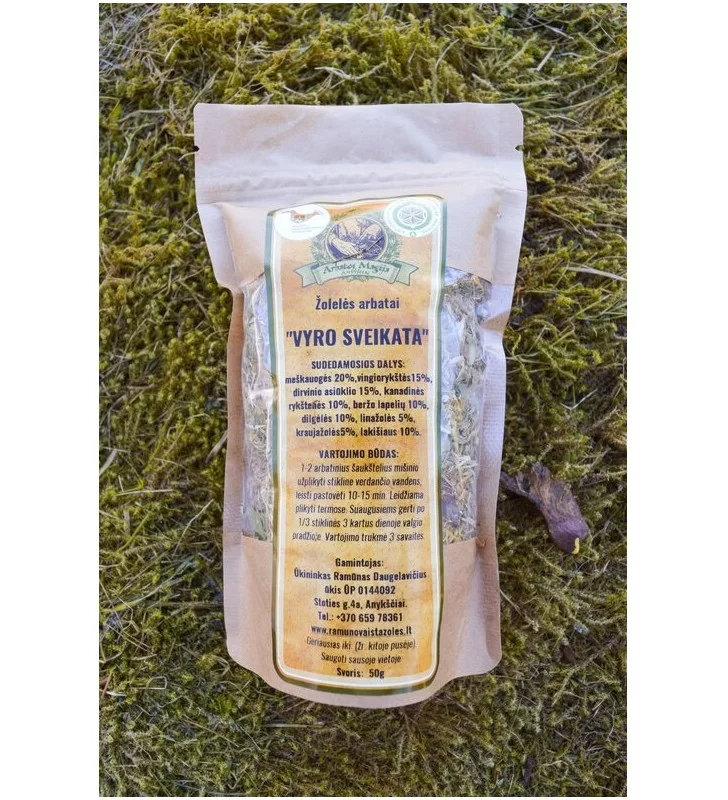 Arbatos Magija
Žolelės arbatai
"VYRO SVEIKATA"
SUDEDAMOSIOS DALYS:
meškauogės 20%,vingiorykštės15%,
dirvinio asiūklio 15%, kanadinės
rykštenės 10%, beržo lapelių 10%,
dilgėlės 10%, linažolės 5%,
kraujažolės5%, lakišiaus 10%.
VARTOJIMO BŪDAS:
1-2 arbatinius šaukštelius mišinio
užplikyti stikline verdančio vandens,
leisti pastovėti 10-15 min. Leidžiama
plikyti termose. Suaugusiems gerti po
1/3 stiklinės 3 kartus dienoje valgio
pradžioje. Vartojimo trukmė 3 savaitės.
Gamintojas:
Ūkininkas Ramūnas Daugelavičius
ūkis ŪP 0144092
Stoties g.4a, Anykščiai.
Tel.: +370 659 78361
www.ramunovaistazoles.lt
Geriausias iki: (ži. kitoje pusėje)
Saugoti sausoje vietoje
Svoris: 50g